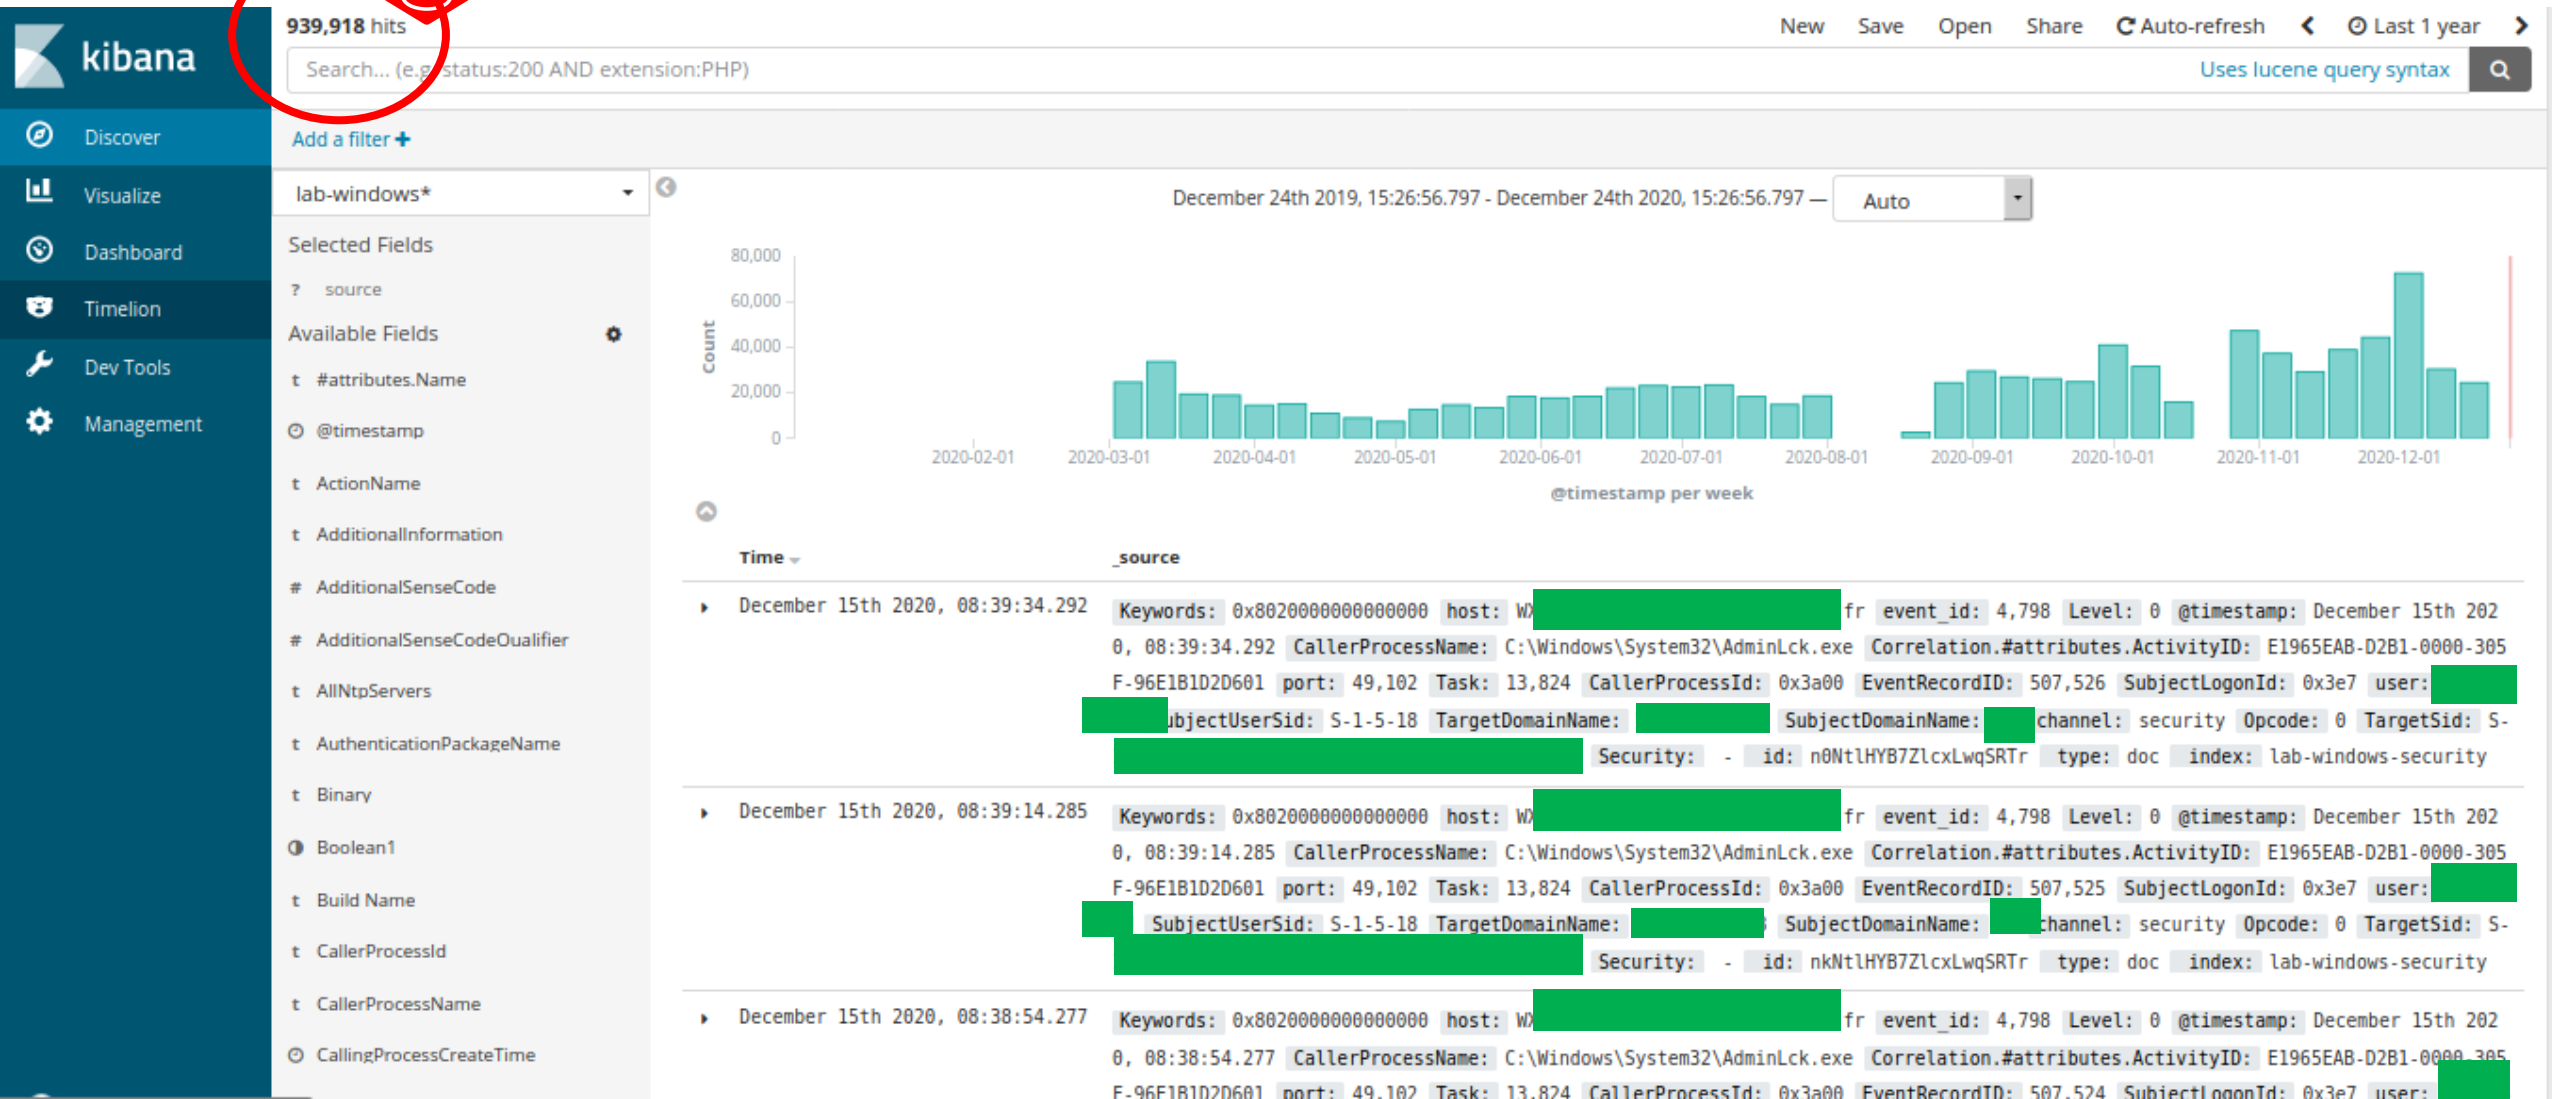 939,918 hits
New Save Open Share Auto-refresh Last 1 year
kibana
Search... (e.g. status:200 AND extension:PHP)
Uses lucene query syntax
Discover
Visualize
Dashboard
Timelion
Dev Tools
Management
Add a filter
lab-windows*
Selected Fields
? source
Available Fields
t #attributes.Name
@timestamp
t ActionName
t AdditionalInformation
# AdditionalSenseCode
# AdditionalSenseCodeQualifier
t AllNtpServers
t AuthenticationPackageName
t Binary
Boolean1
t Build Name
t CallerProcessId
t CallerProcessName
CallingProcessCreateTime
December 24th 2019, 15:26:56.797 - December 24th 2020, 15:26:56.797 — Auto
80,000
60,000
40,000
20,000
0
Count
2020-02-01 2020-03-01 2020-04-01 2020-05-01 2020-06-01 2020-07-01 2020-08-01 2020-09-01 2020-10-01 2020-11-01 2020-12-01
@timestamp per week
Time _source
December 15th 2020, 08:39:34.292 Keywords: 0x8020000000000000 host: WX fr event_id: 4,798 Level: 0 @timestamp: December 15th 202
0, 08:39:34.292 CallerProcessName: C:\Windows\System32\AdminLck.exe Correlation.#attributes.ActivityID: E1965EAB-D2B1-0000-305
F-96E1B1D2D601 port: 49,102 Task: 13,824 CallerProcessId: 0x3a00 EventRecordID: 507,526 SubjectLogonId: 0x3e7 user:
ubjectUserSid: S-1-5-18 TargetDomainName: SubjectDomainName: channel: security Opcode: 0 TargetSid: S-
Security: - id: n0NtlHYB7ZlcxLwqSRTr type: doc index: lab-windows-security
December 15th 2020, 08:39:14.285 Keywords: 0x8020000000000000 host: WX fr event_id: 4,798 Level: 0 @timestamp: December 15th 202
0, 08:39:14.285 CallerProcessName: C:\Windows\System32\AdminLck.exe Correlation.#attributes.ActivityID: E1965EAB-D2B1-0000-305
F-96E1B1D2D601 port: 49,102 Task: 13,824 CallerProcessId: 0x3a00 EventRecordID: 507,525 SubjectLogonId: 0x3e7 user:
SubjectUserSid: S-1-5-18 TargetDomainName: SubjectDomainName: channel: security Opcode: 0 TargetSid: S-
Security: - id: nkNtlHYB7ZlcxLwqSRTr type: doc index: lab-windows-security
December 15th 2020, 08:38:54.277 Keywords: 0x8020000000000000 host: WX fr event_id: 4,798 Level: 0 @timestamp: December 15th 202
0, 08:38:54.277 CallerProcessName: C:\Windows\System32\AdminLck.exe Correlation.#attributes.ActivityID: E1965EAB-D2B1-0000-305
F-96E1B1D2D601 port: 49,102 Task: 13,824 CallerProcessId: 0x3a00 EventRecordID: 507,524 SubjectLogonId: 0x3e7 user: